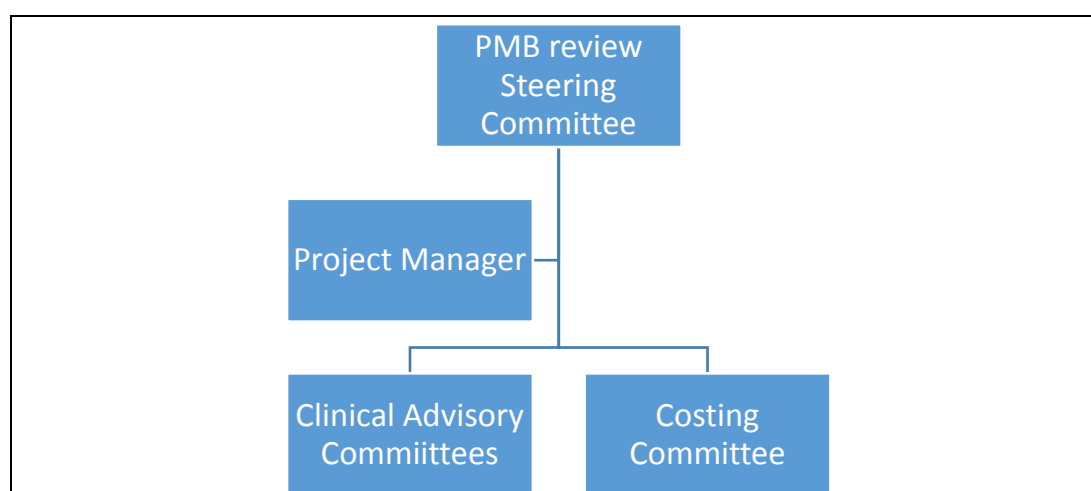 PMB review
Steering
Committee
Project Manager
Clinical Advisory
Commiittees
Costing
Committee